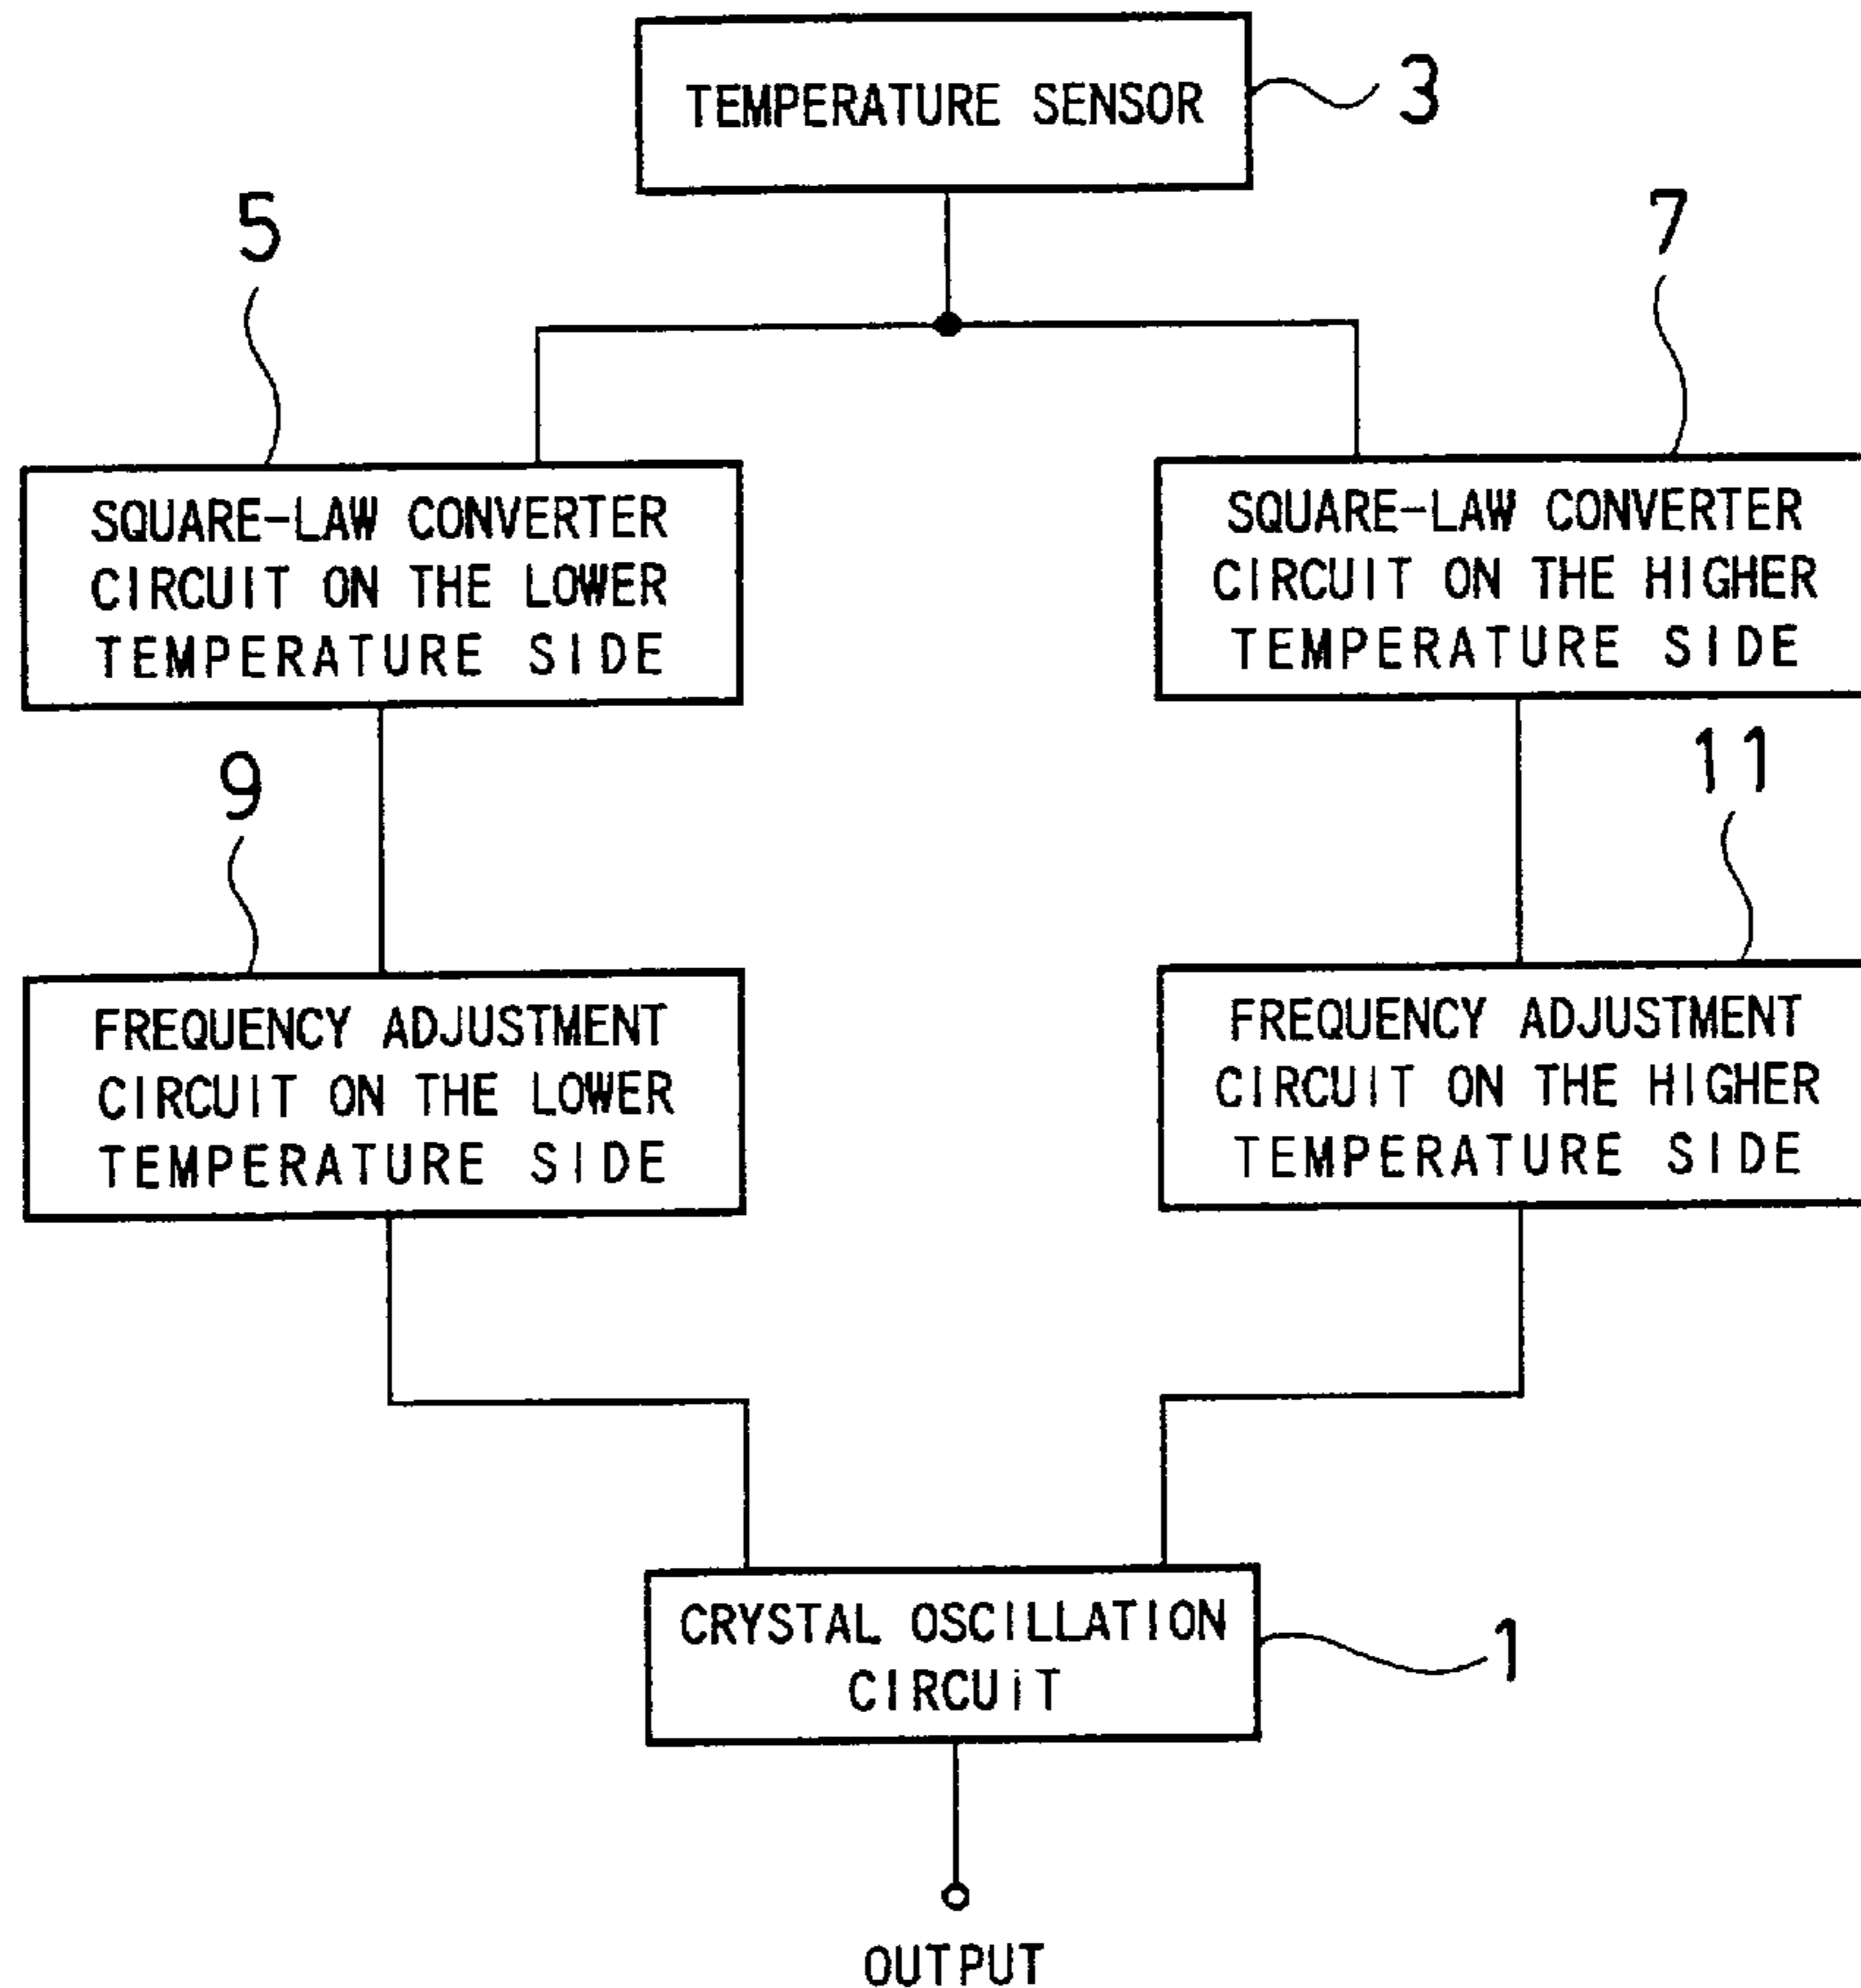 TEMPERATURE SENSOR
3
5
7
SQUARE-LAW CONVERTER
CIRCUIT ON THE LOWER
TEMPERATURE SIDE
SQUARE-LAW CONVERTER
CIRCUIT ON THE HIGHER
TEMPERATURE SIDE
9
11
FREQUENCY ADJUSTMENT
CIRCUIT ON THE LOWER
TEMPERATURE SIDE
FREQUENCY ADJUSTMENT
CIRCUIT ON THE HIGHER
TEMPERATURE SIDE
CRYSTAL OSCILLATION
CIRCUiT
1
OUTPUT